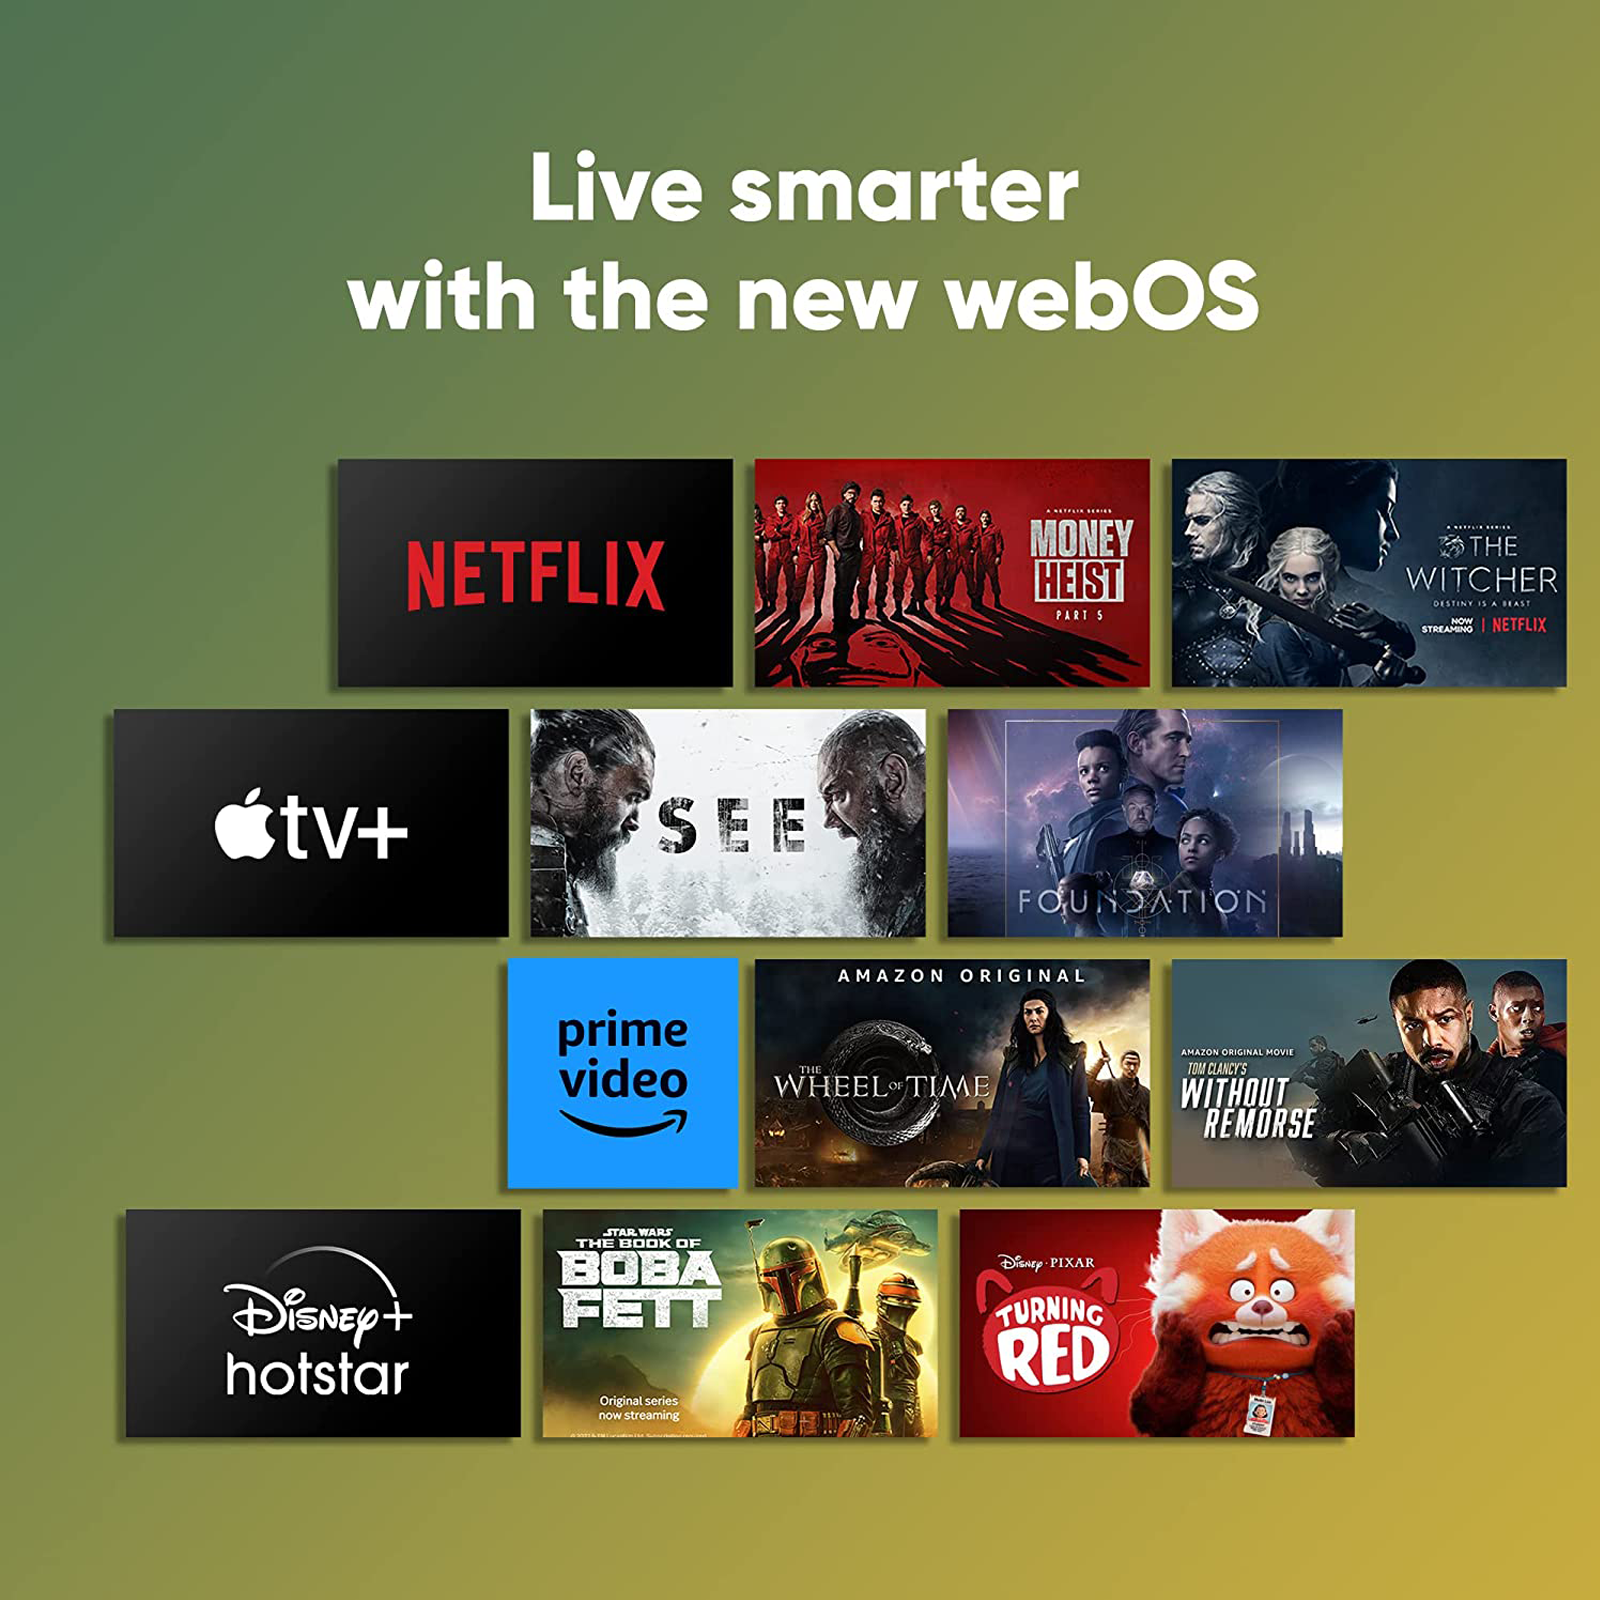 Live smarter
with the new webOS
NETFLIX
A NETFLIX SERIES
MONEY
HEIST
PART 5
A NETFLIX SERIES
THE
WITCHER
DESTINY IS A BEAST
NOW
STREAMING | NETFLIX
tv+
SEE
FOUNDATION
prime
video
AMAZON ORIGINAL
THE
WHEEL OF TIME
AMAZON ORIGINAL MOVIE
TOM CLANCY'S
WITHOUT
REMORSE
Disney+
hotstar
STAR WARS
THE BOOK OF
BOBA
FETT
Original series
now streaming
Disney · PIXAR
TURNING
RED